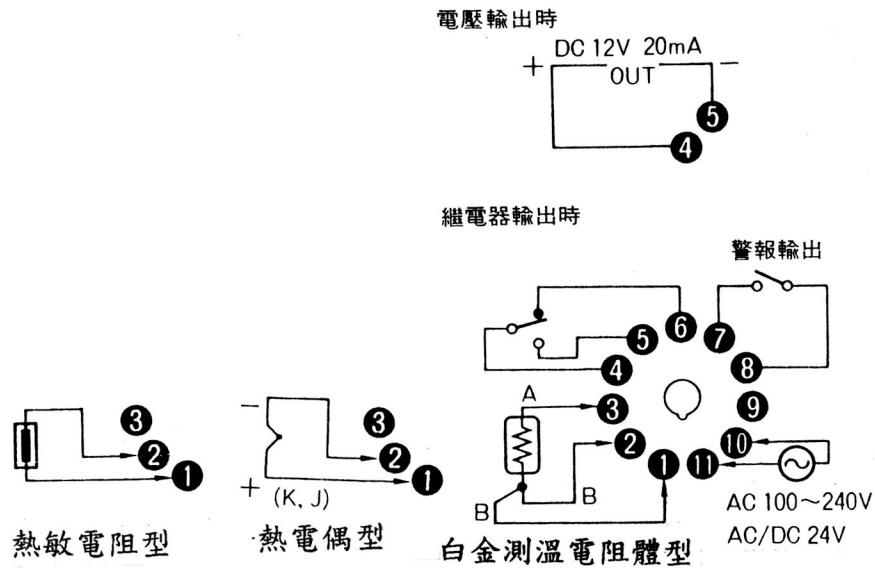 電壓輸出時
DC 12V 20mA
+ OUT −
5
4
繼電器輸出時
警報輸出
6
7
5
8
4
A
3
9
2
10
1
11
B
B
AC 100~240V
AC/DC 24V
白金測溫電阻體型
3
2
1
熱敏電阻型
−
3
2
1
+
(K, J)
熱電偶型